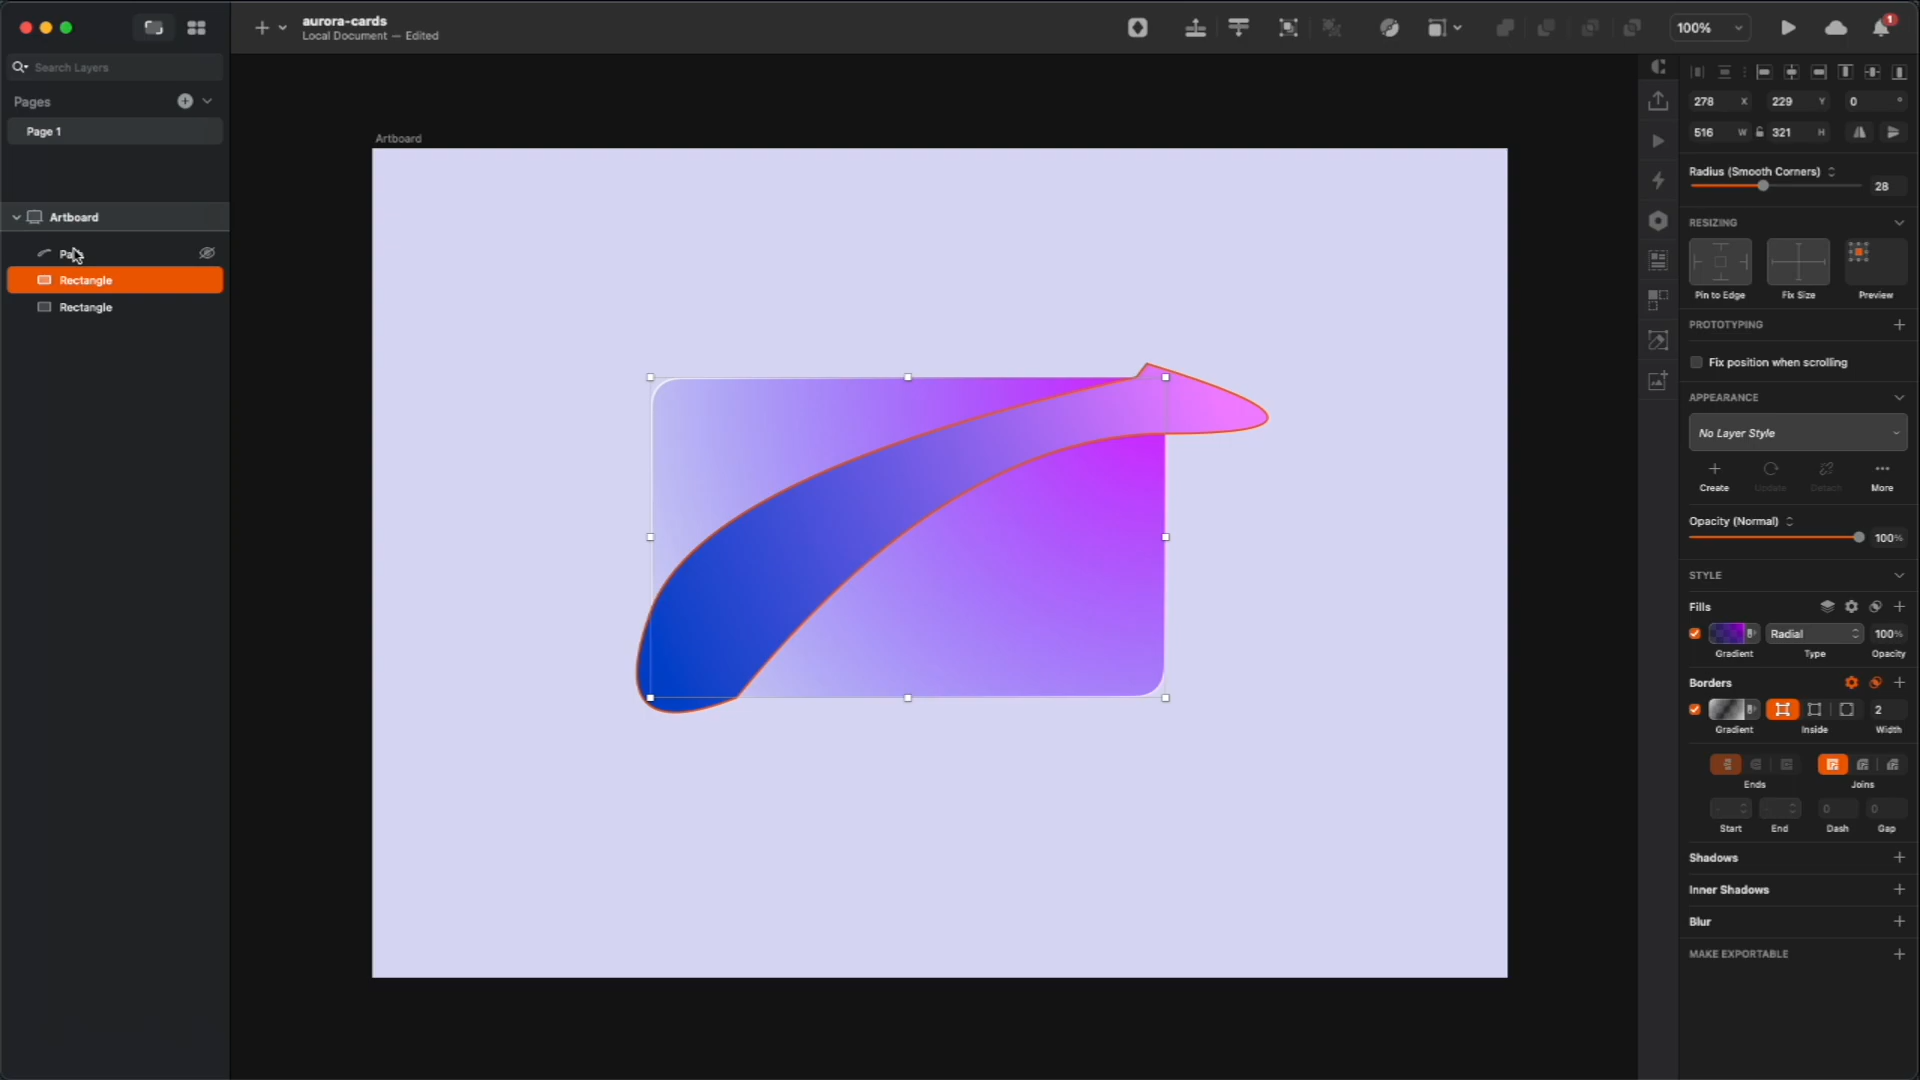 aurora-cards
Local Document — Edited
100%
1
Search Layers
Pages
Page 1
Artboard
Rectangle
Rectangle
Artboard
278 X 229 Y 0 °
516 W 321 H
Radius (Smooth Corners)
28
RESIZING
Pin to Edge Fix Size Preview
PROTOTYPING
Fix position when scrolling
APPEARANCE
No Layer Style
Create Update Detach More
Opacity (Normal)
100%
STYLE
Fills
Radial 100%
Gradient Type Opacity
Borders
2
Gradient Inside Width
Ends Joins
- - 0 0
Start End Dash Gap
Shadows
Inner Shadows
Blur
MAKE EXPORTABLE